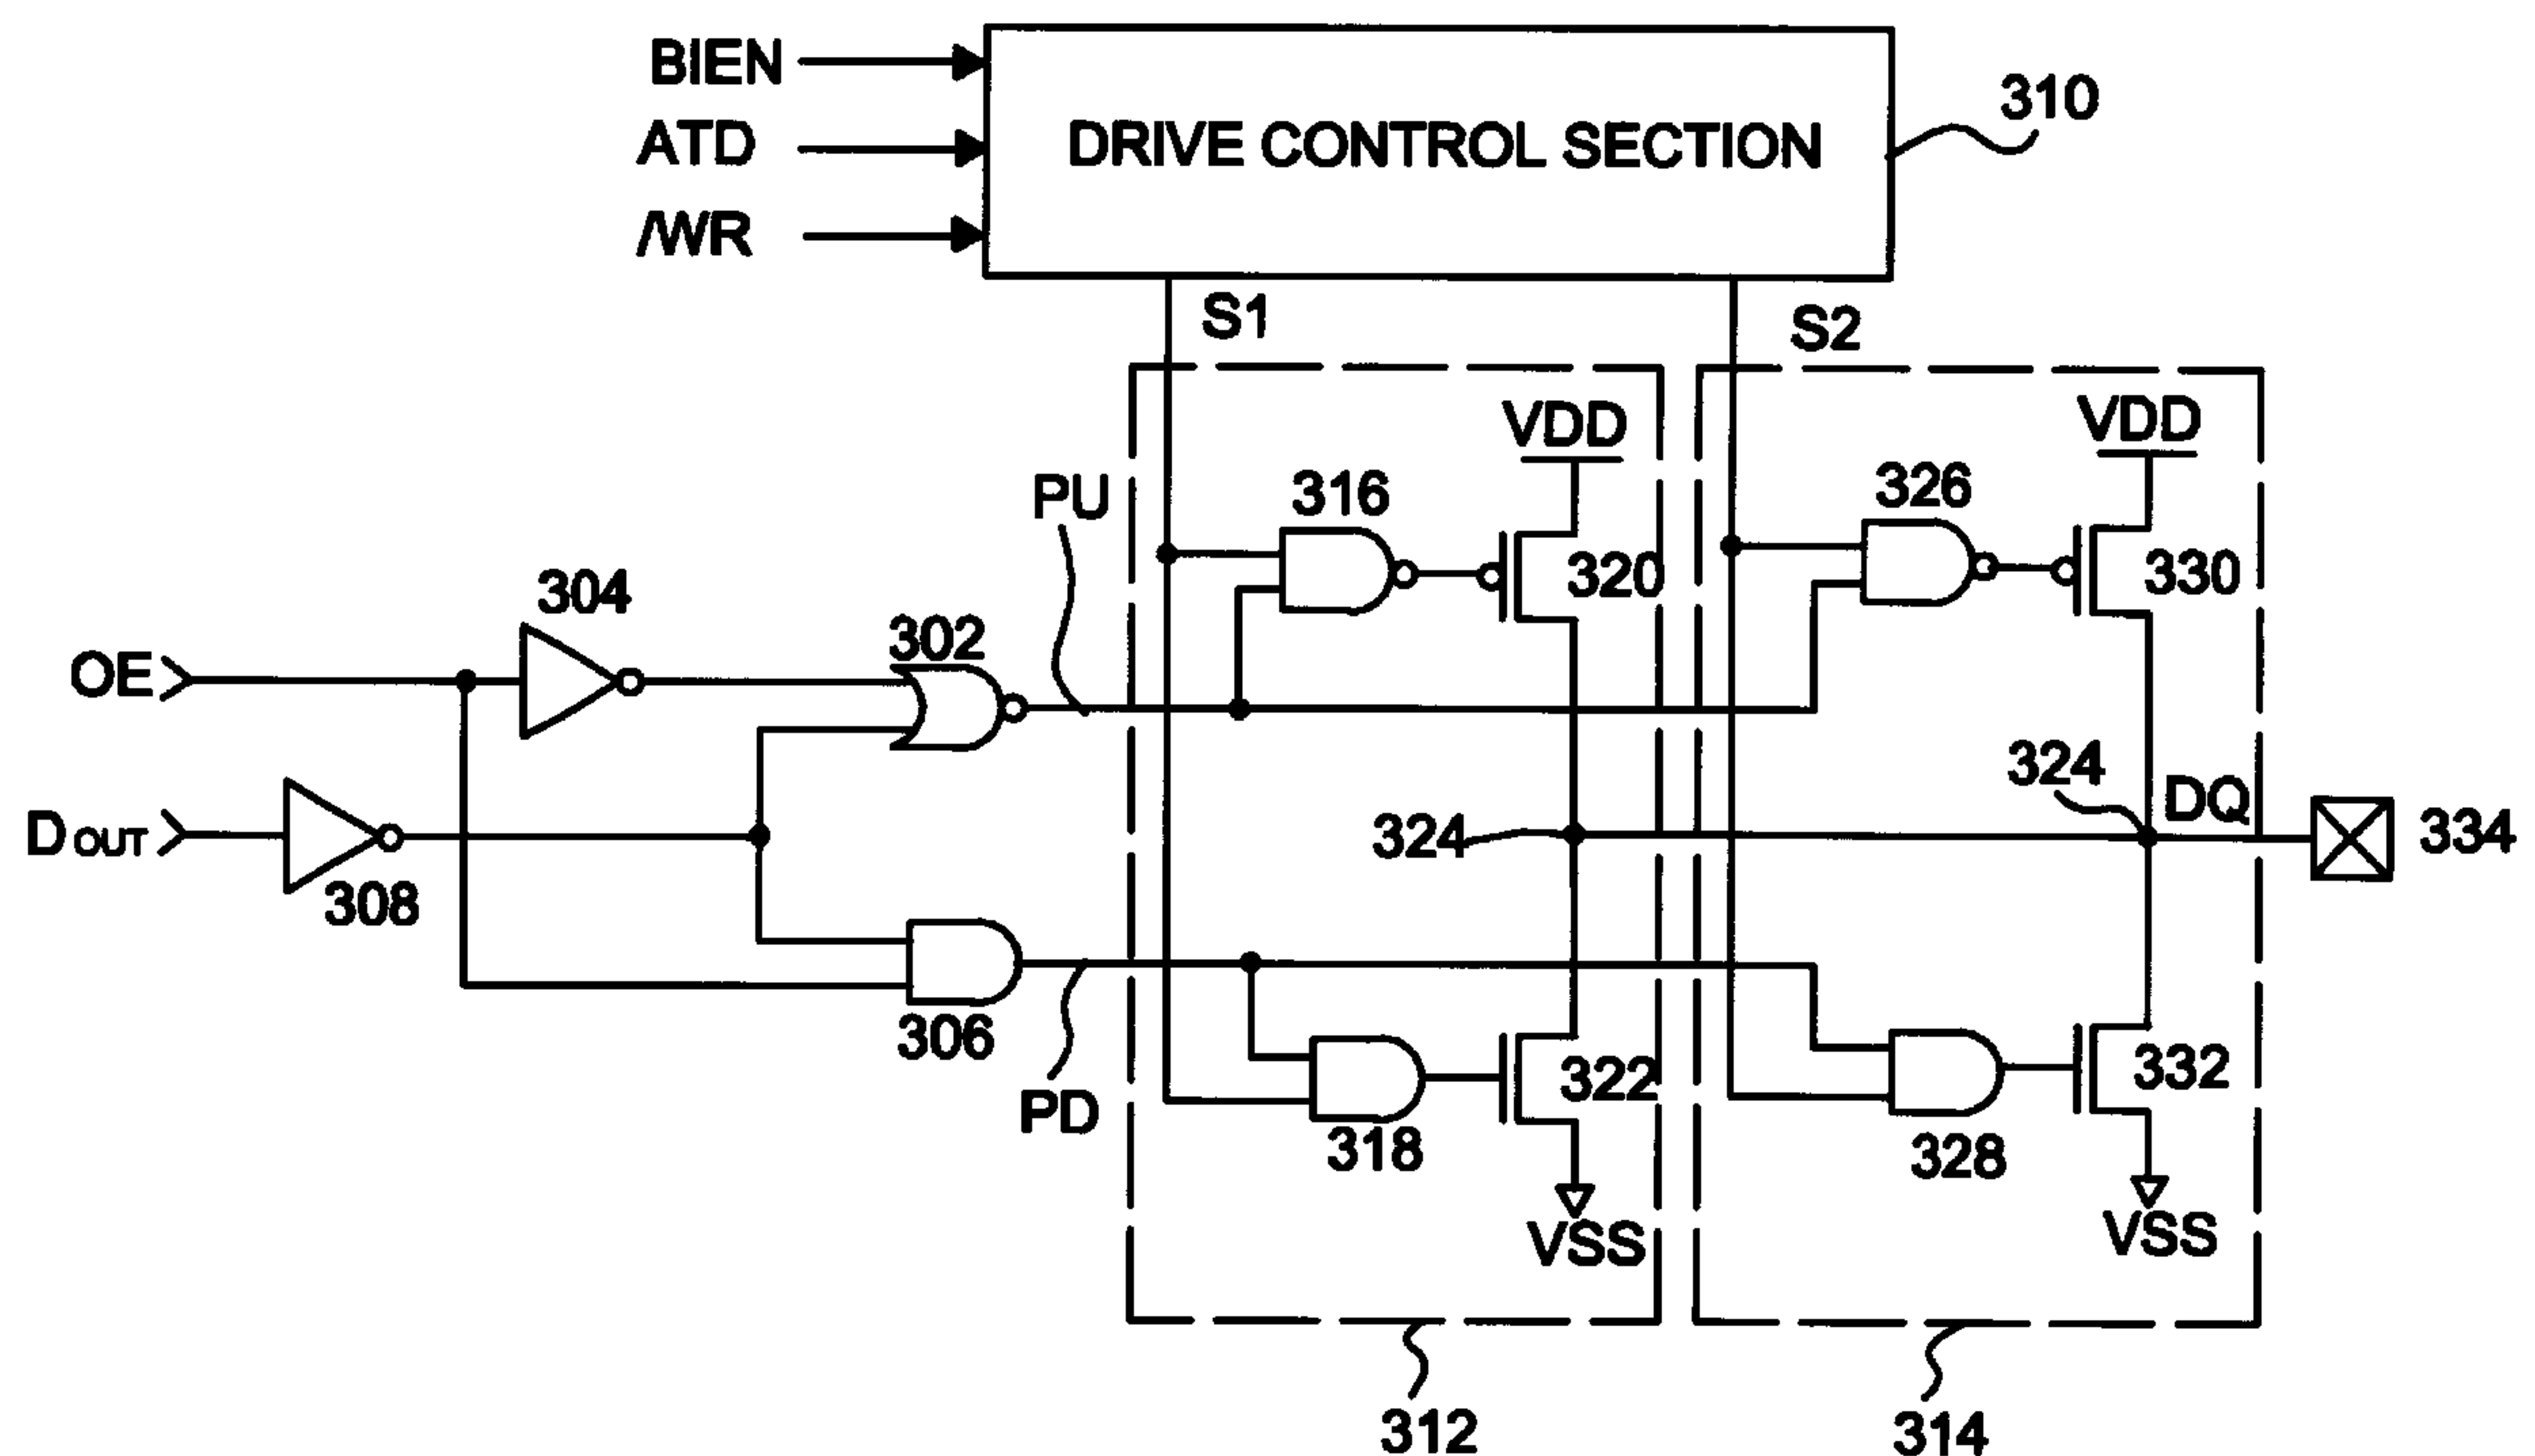 BIEN
ATD
/WR
DRIVE CONTROL SECTION
310
S1
S2
VDD
VDD
PU
316
326
320
330
304
302
OE
324
DQ
DOUT
308
324
334
306
PD
322
332
318
328
VSS
VSS
312
314